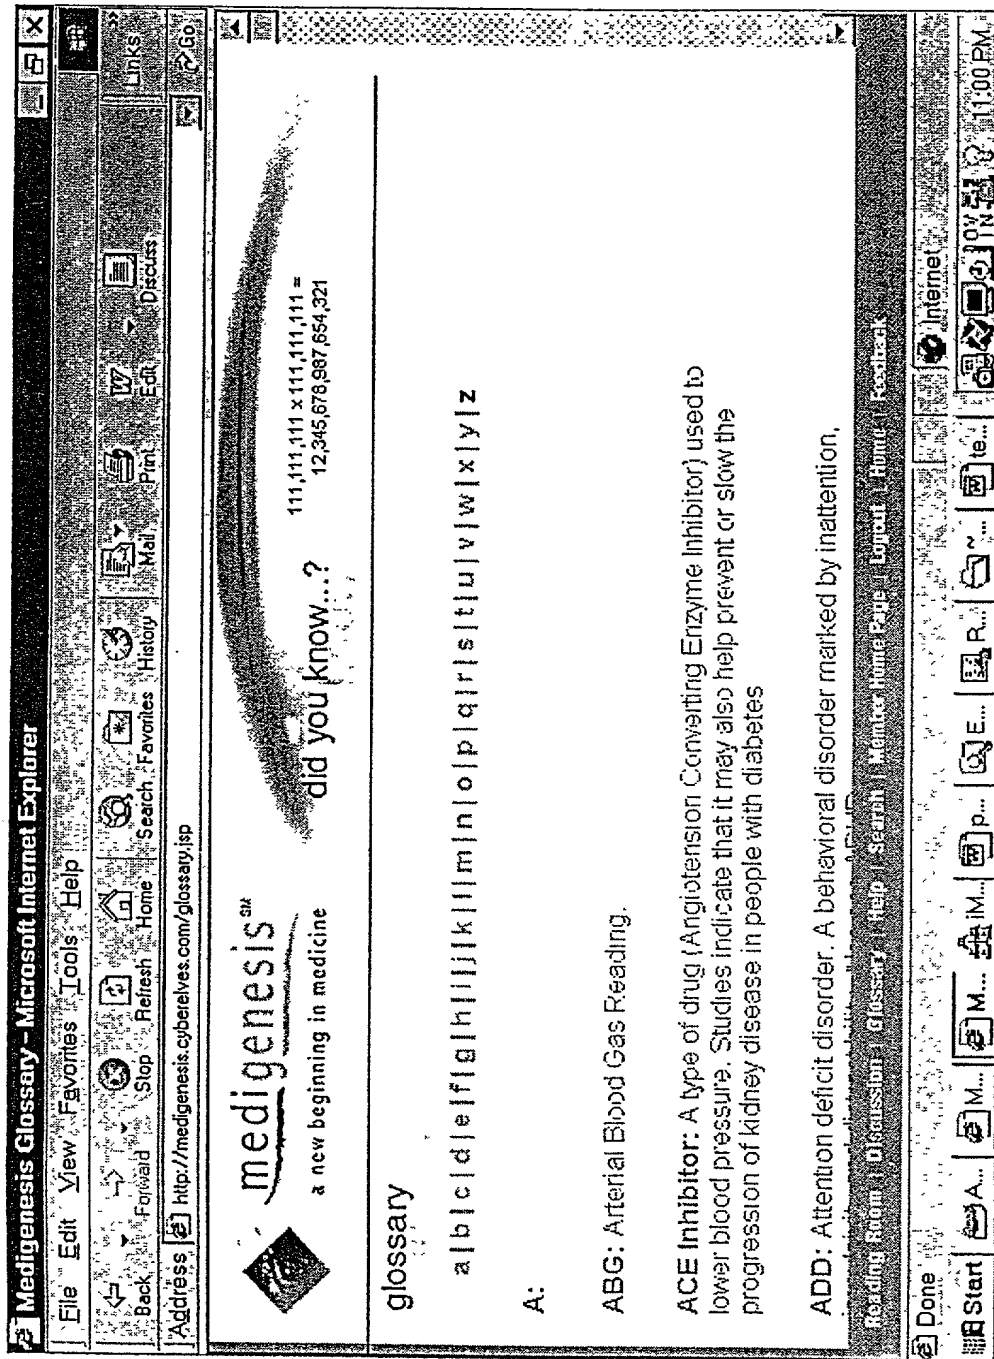 Medigenesis Glossary - Microsoft Internet Explorer
File Edit View Favorites Tools Help
Back Forward Stop Refresh Home Search Favorites History Mail Print Edit Discuss
Links »
Address http://medigenesis.cyberelves.com/glossary.jsp Go
medigenesis SM
a new beginning in medicine
did you know...?
111,111,111 x 111,111,111 =
12,345,678,987,654,321
glossary
a | b | c | d | e | f | g | h | i | j | k | l | m | n | o | p | q | r | s | t | u | v | w | x | y | z
A:
ABG: Arterial Blood Gas Reading.
ACE Inhibitor: A type of drug (Angiotension Converting Enzyme Inhibitor) used to
lower blood pressure. Studies indicate that it may also help prevent or slow the
progression of kidney disease in people with diabetes
ADD: Attention deficit disorder. A behavioral disorder marked by inattention,
Reading Room | Discussion | Glossary | Help | Search | Member Home Page | Logout | Home | Feedback
Done Internet
Start A... M... M... iM... p... E... R... ~... te... 11:00 PM